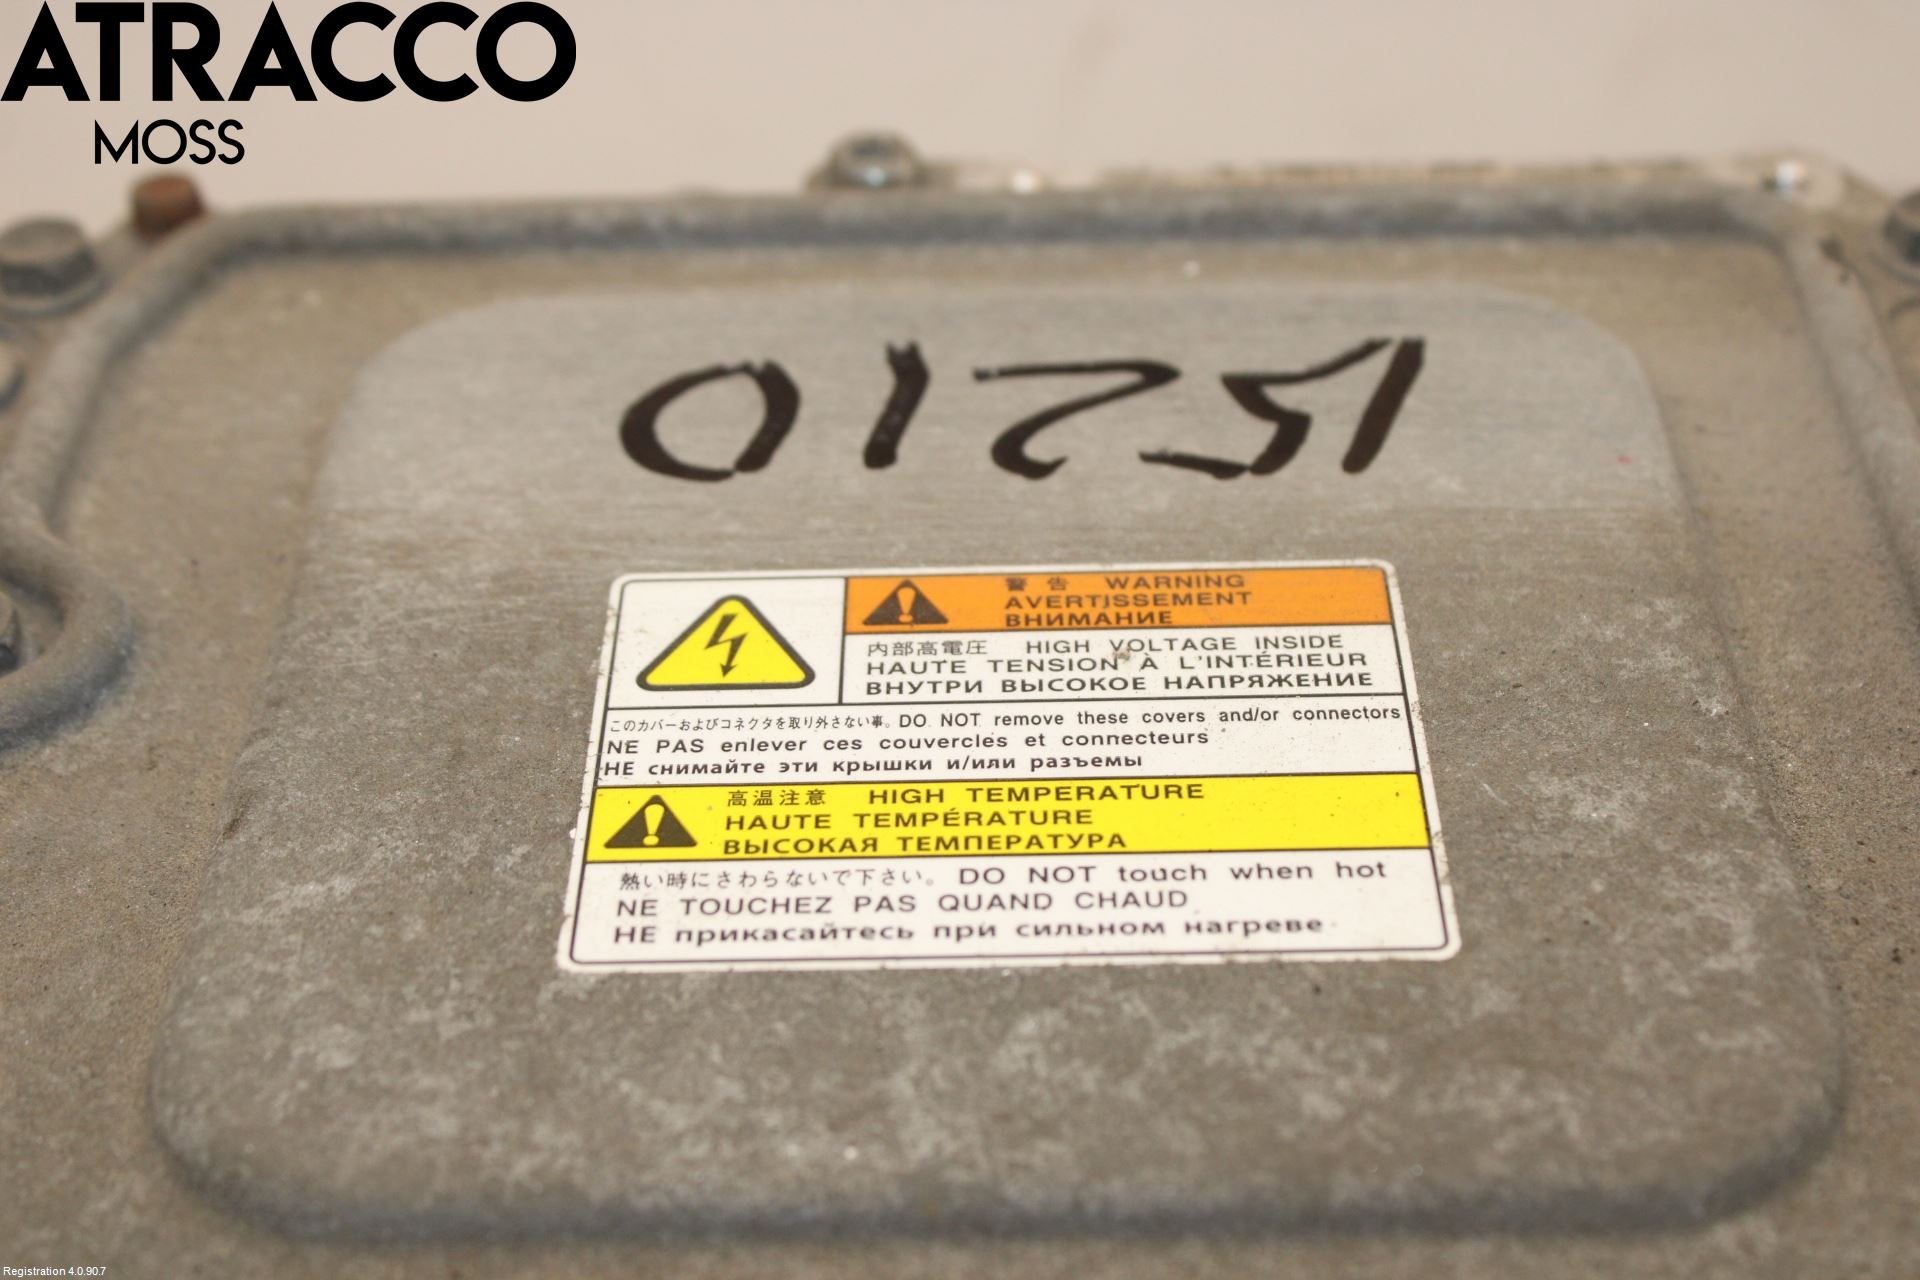 ATRACCO
MOSS
15210
警告 WARNING
AVERTISSEMENT
ВНИМАНИЕ
内部高電圧 HIGH VOLTAGE INSIDE
HAUTE TENSION À L'INTÉRIEUR
ВНУТРИ ВЫСОКОЕ НАПРЯЖЕНИЕ
このカバーおよびコネクタを取り外さない事。DO NOT remove these covers and/or connectors
NE PAS enlever ces couvercles et connecteurs
НЕ снимайте эти крышки и/или разъемы
高温注意 HIGH TEMPERATURE
HAUTE TEMPÉRATURE
ВЫСОКАЯ ТЕМПЕРАТУРА
熱い時にさわらないで下さい。DO NOT touch when hot
NE TOUCHEZ PAS QUAND CHAUD
НЕ прикасайтесь при сильном нагреве
Registration 4.0.90.7